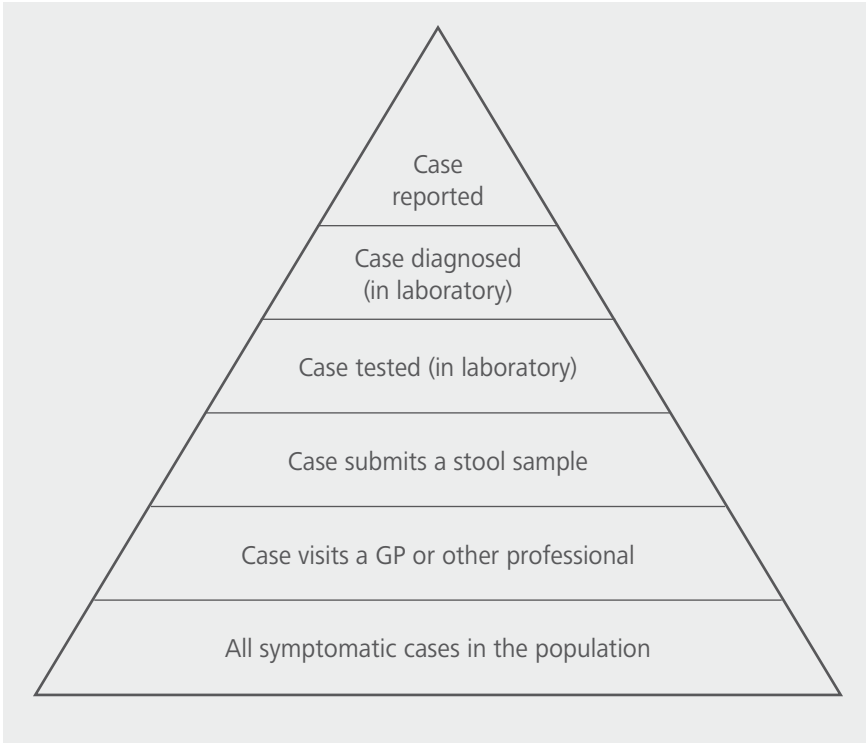 Case
reported
Case diagnosed
(in laboratory)
Case tested (in laboratory)
Case submits a stool sample
Case visits a GP or other professional
All symptomatic cases in the population